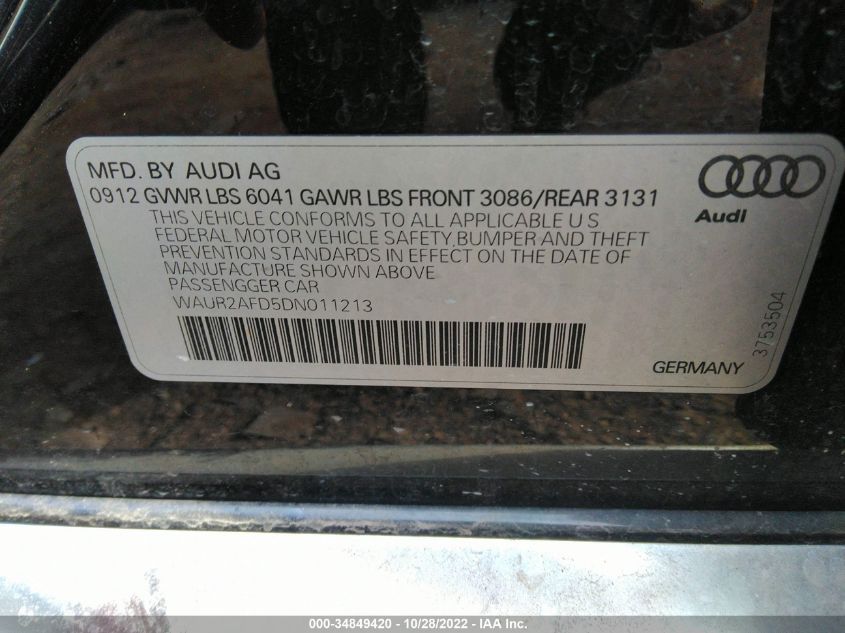 MFD. BY AUDI AG
0912 GVWR LBS 6041 GAWR LBS FRONT 3086/REAR 3131
THIS VEHICLE CONFORMS TO ALL APPLICABLE U S
FEDERAL MOTOR VEHICLE SAFETY,BUMPER AND THEFT
PREVENTION STANDARDS IN EFFECT ON THE DATE OF
MANUFACTURE SHOWN ABOVE
PASSENGGER CAR
WAUR2AFD5DN011213
Audi
GERMANY
3753504
000-34849420 - 10/28/2022 - IAA Inc.